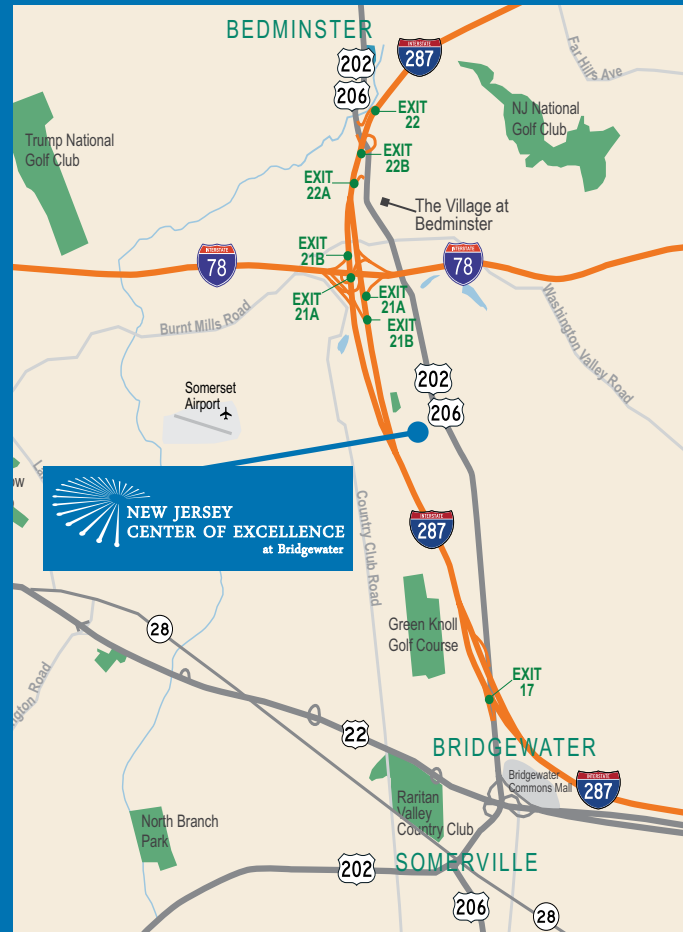 BEDMINSTER
202
206
INTERSTATE
287
Far Hills Ave
EXIT
22
NJ National
Golf Club
Trump National
Golf Club
EXIT
22B
EXIT
22A
The Village at
Bedminster
EXIT
21B
INTERSTATE
78
INTERSTATE
78
EXIT
21A
EXIT
21A
EXIT
21B
Burnt Mills Road
Washington Valley Road
202
206
Somerset
Airport
NEW JERSEY
CENTER OF EXCELLENCE
at Bridgewater
Country Club Road
INTERSTATE
287
28
Green Knoll
Golf Course
EXIT
17
ington Road
22
BRIDGEWATER
Bridgewater
Commons Mall
INTERSTATE
287
Raritan
Valley
Country Club
North Branch
Park
202
SOMERVILLE
206
28